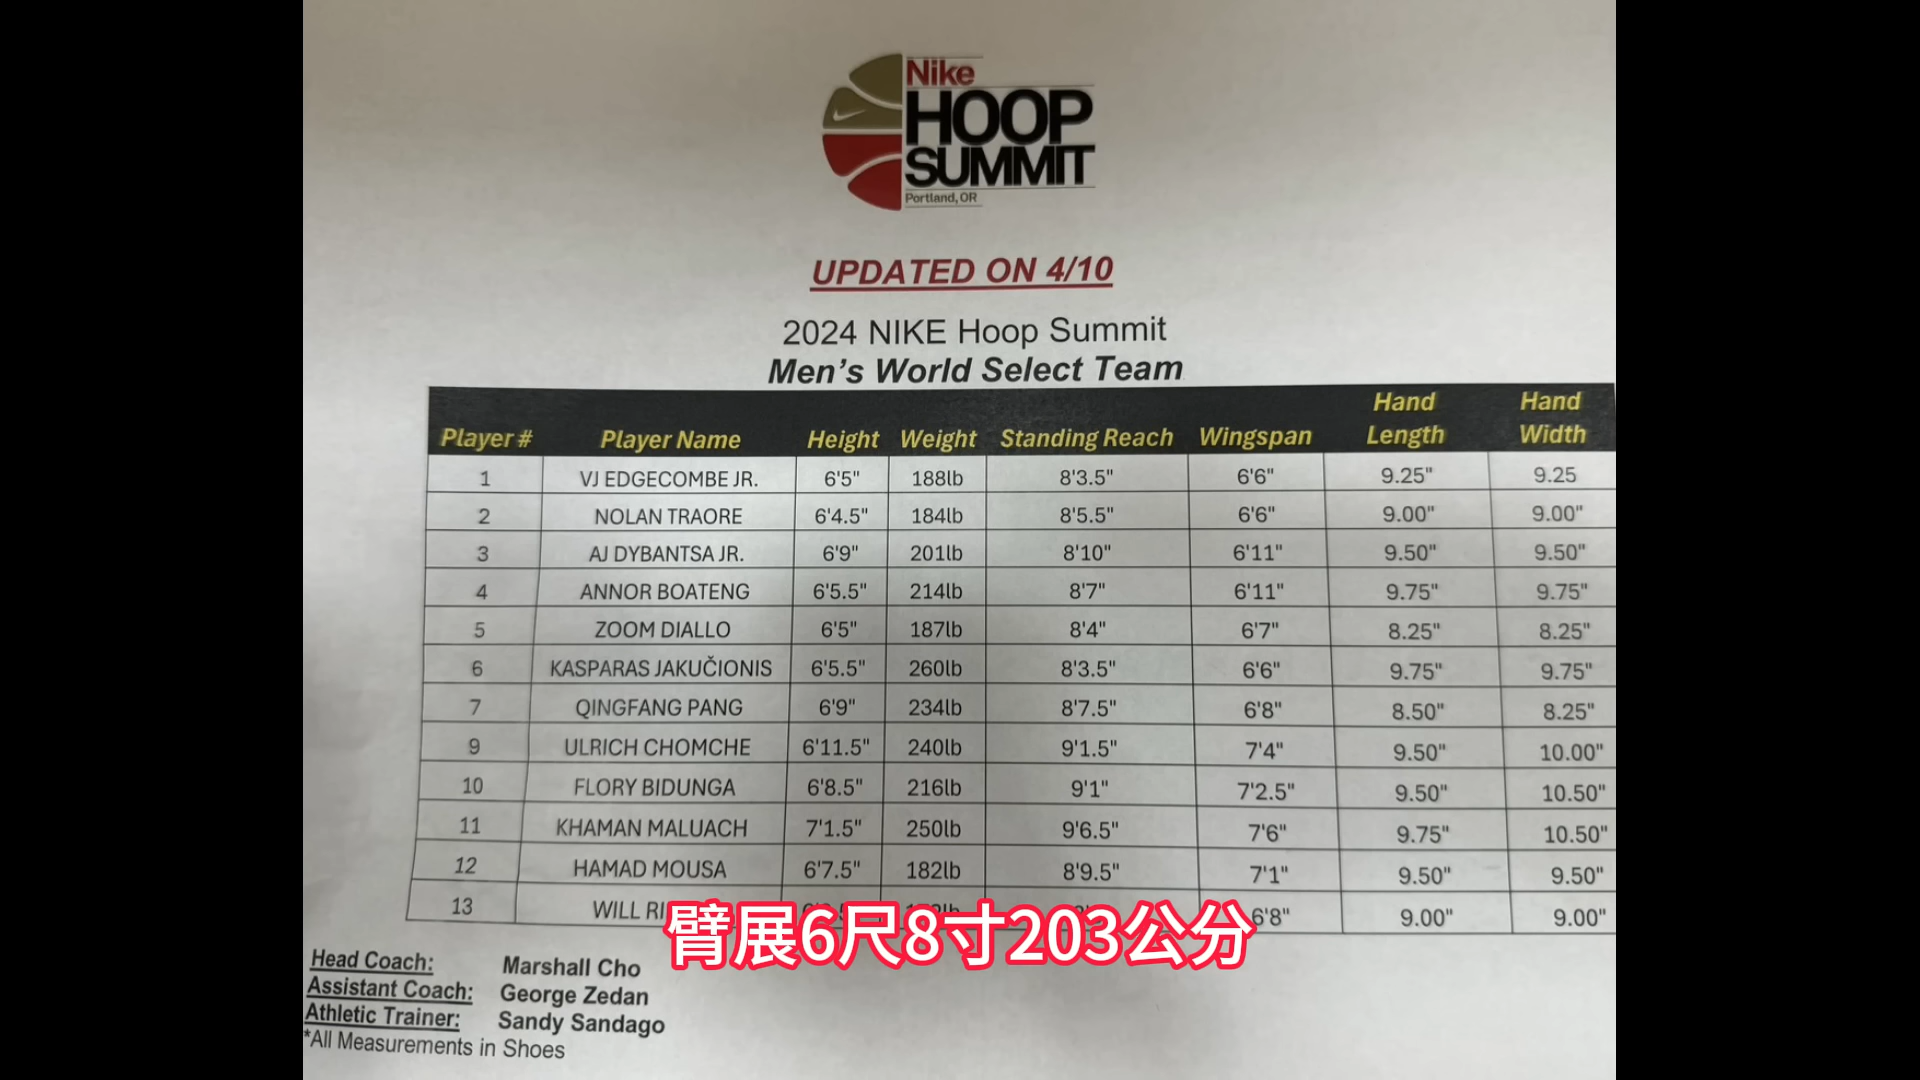 Nike
HOOP
SUMMIT
Portland, OR
UPDATED ON 4/10
2024 NIKE Hoop Summit
Men's World Select Team
Player # Player Name Height Weight Standing Reach Wingspan Hand Length Hand Width
1 VJ EDGECOMBE JR. 6'5" 188lb 8'3.5" 6'6" 9.25" 9.25
2 NOLAN TRAORE 6'4.5" 184lb 8'5.5" 6'6" 9.00" 9.00"
3 AJ DYBANTSA JR. 6'9" 201lb 8'10" 6'11" 9.50" 9.50"
4 ANNOR BOATENG 6'5.5" 214lb 8'7" 6'11" 9.75" 9.75"
5 ZOOM DIALLO 6'5" 187lb 8'4" 6'7" 8.25" 8.25"
6 KASPARAS JAKUČIONIS 6'5.5" 260lb 8'3.5" 6'6" 9.75" 9.75"
7 QINGFANG PANG 6'9" 234lb 8'7.5" 6'8" 8.50" 8.25"
9 ULRICH CHOMCHE 6'11.5" 240lb 9'1.5" 7'4" 9.50" 10.00"
10 FLORY BIDUNGA 6'8.5" 216lb 9'1" 7'2.5" 9.50" 10.50"
11 KHAMAN MALUACH 7'1.5" 250lb 9'6.5" 7'6" 9.75" 10.50"
12 HAMAD MOUSA 6'7.5" 182lb 8'9.5" 7'1" 9.50" 9.50"
13 WILL 6'8" 9.00" 9.00"
臂展6尺8寸203公分
Head Coach: Marshall Cho
Assistant Coach: George Zedan
Athletic Trainer: Sandy Sandago
*All Measurements in Shoes